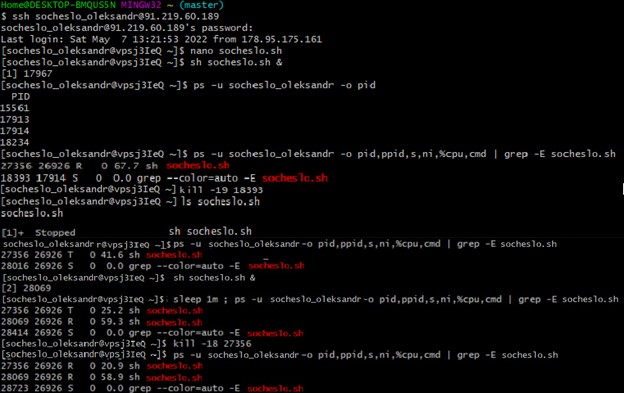 Home@DESKTOP-BMQUS5N MINGW32 ~ (master)
$ ssh socheslo_oleksandr@91.219.60.189
socheslo_oleksandr@91.219.60.189's password:
Last login: Sat May  7 13:21:53 2022 from 178.95.175.161
[socheslo_oleksandr@vpsj3IeQ ~]$ nano socheslo.sh
[socheslo_oleksandr@vpsj3IeQ ~]$ sh socheslo.sh &
[1] 17967
[socheslo_oleksandr@vpsj3IeQ ~]$ ps -u socheslo_oleksandr -o pid
PID
15561
17913
17914
18234
[socheslo_oleksandr@vpsj3IeQ ~]$ ps -u socheslo_oleksandr -o pid,ppid,s,ni,%cpu,cmd | grep -E socheslo.sh
27356 26926 R   0 67.7 sh socheslo.sh
18393 17914 S   0  0.0 grep --color=auto -E socheslo.sh
[socheslo_oleksandr@vpsj3IeQ ~] kill -19 18393
[socheslo_oleksandr@vpsj3IeQ ~] ls socheslo.sh
socheslo.sh
[1]+  Stopped                 sh socheslo.sh
socheslo_oleksandr@vpsj3IeQ ~]$ ps -u socheslo_oleksandr-o pid,ppid,s,ni,%cpu,cmd | grep -E socheslo.sh
27356 26926 T   0 41.6 sh socheslo.sh
28016 26926 S   0  0.0 grep --color=auto -E socheslo.sh
[socheslo_oleksandr@vpsj3IeQ ~]$ sh socheslo.sh &
[2] 28069
[socheslo_oleksandr@vpsj3IeQ ~]$ sleep 1m ; ps -u socheslo_oleksandr-o pid,ppid,s,ni,%cpu,cmd | grep -E socheslo.sh
27356 26926 T   0 25.2 sh socheslo.sh
28069 26926 R   0 59.3 sh socheslo.sh
28414 26926 S   0  0.0 grep --color=auto -E socheslo.sh
[socheslo_oleksandr@vpsj3IeQ ~]$ kill -18 27356
[socheslo_oleksandr@vpsj3IeQ ~]$ ps -u socheslo_oleksandr-o pid,ppid,s,ni,%cpu,cmd | grep -E socheslo.sh
27356 26926 R   0 20.9 sh socheslo.sh
28069 26926 R   0 58.9 sh socheslo.sh
28723 26926 S   0  0.0 grep --color=auto -E socheslo.sh